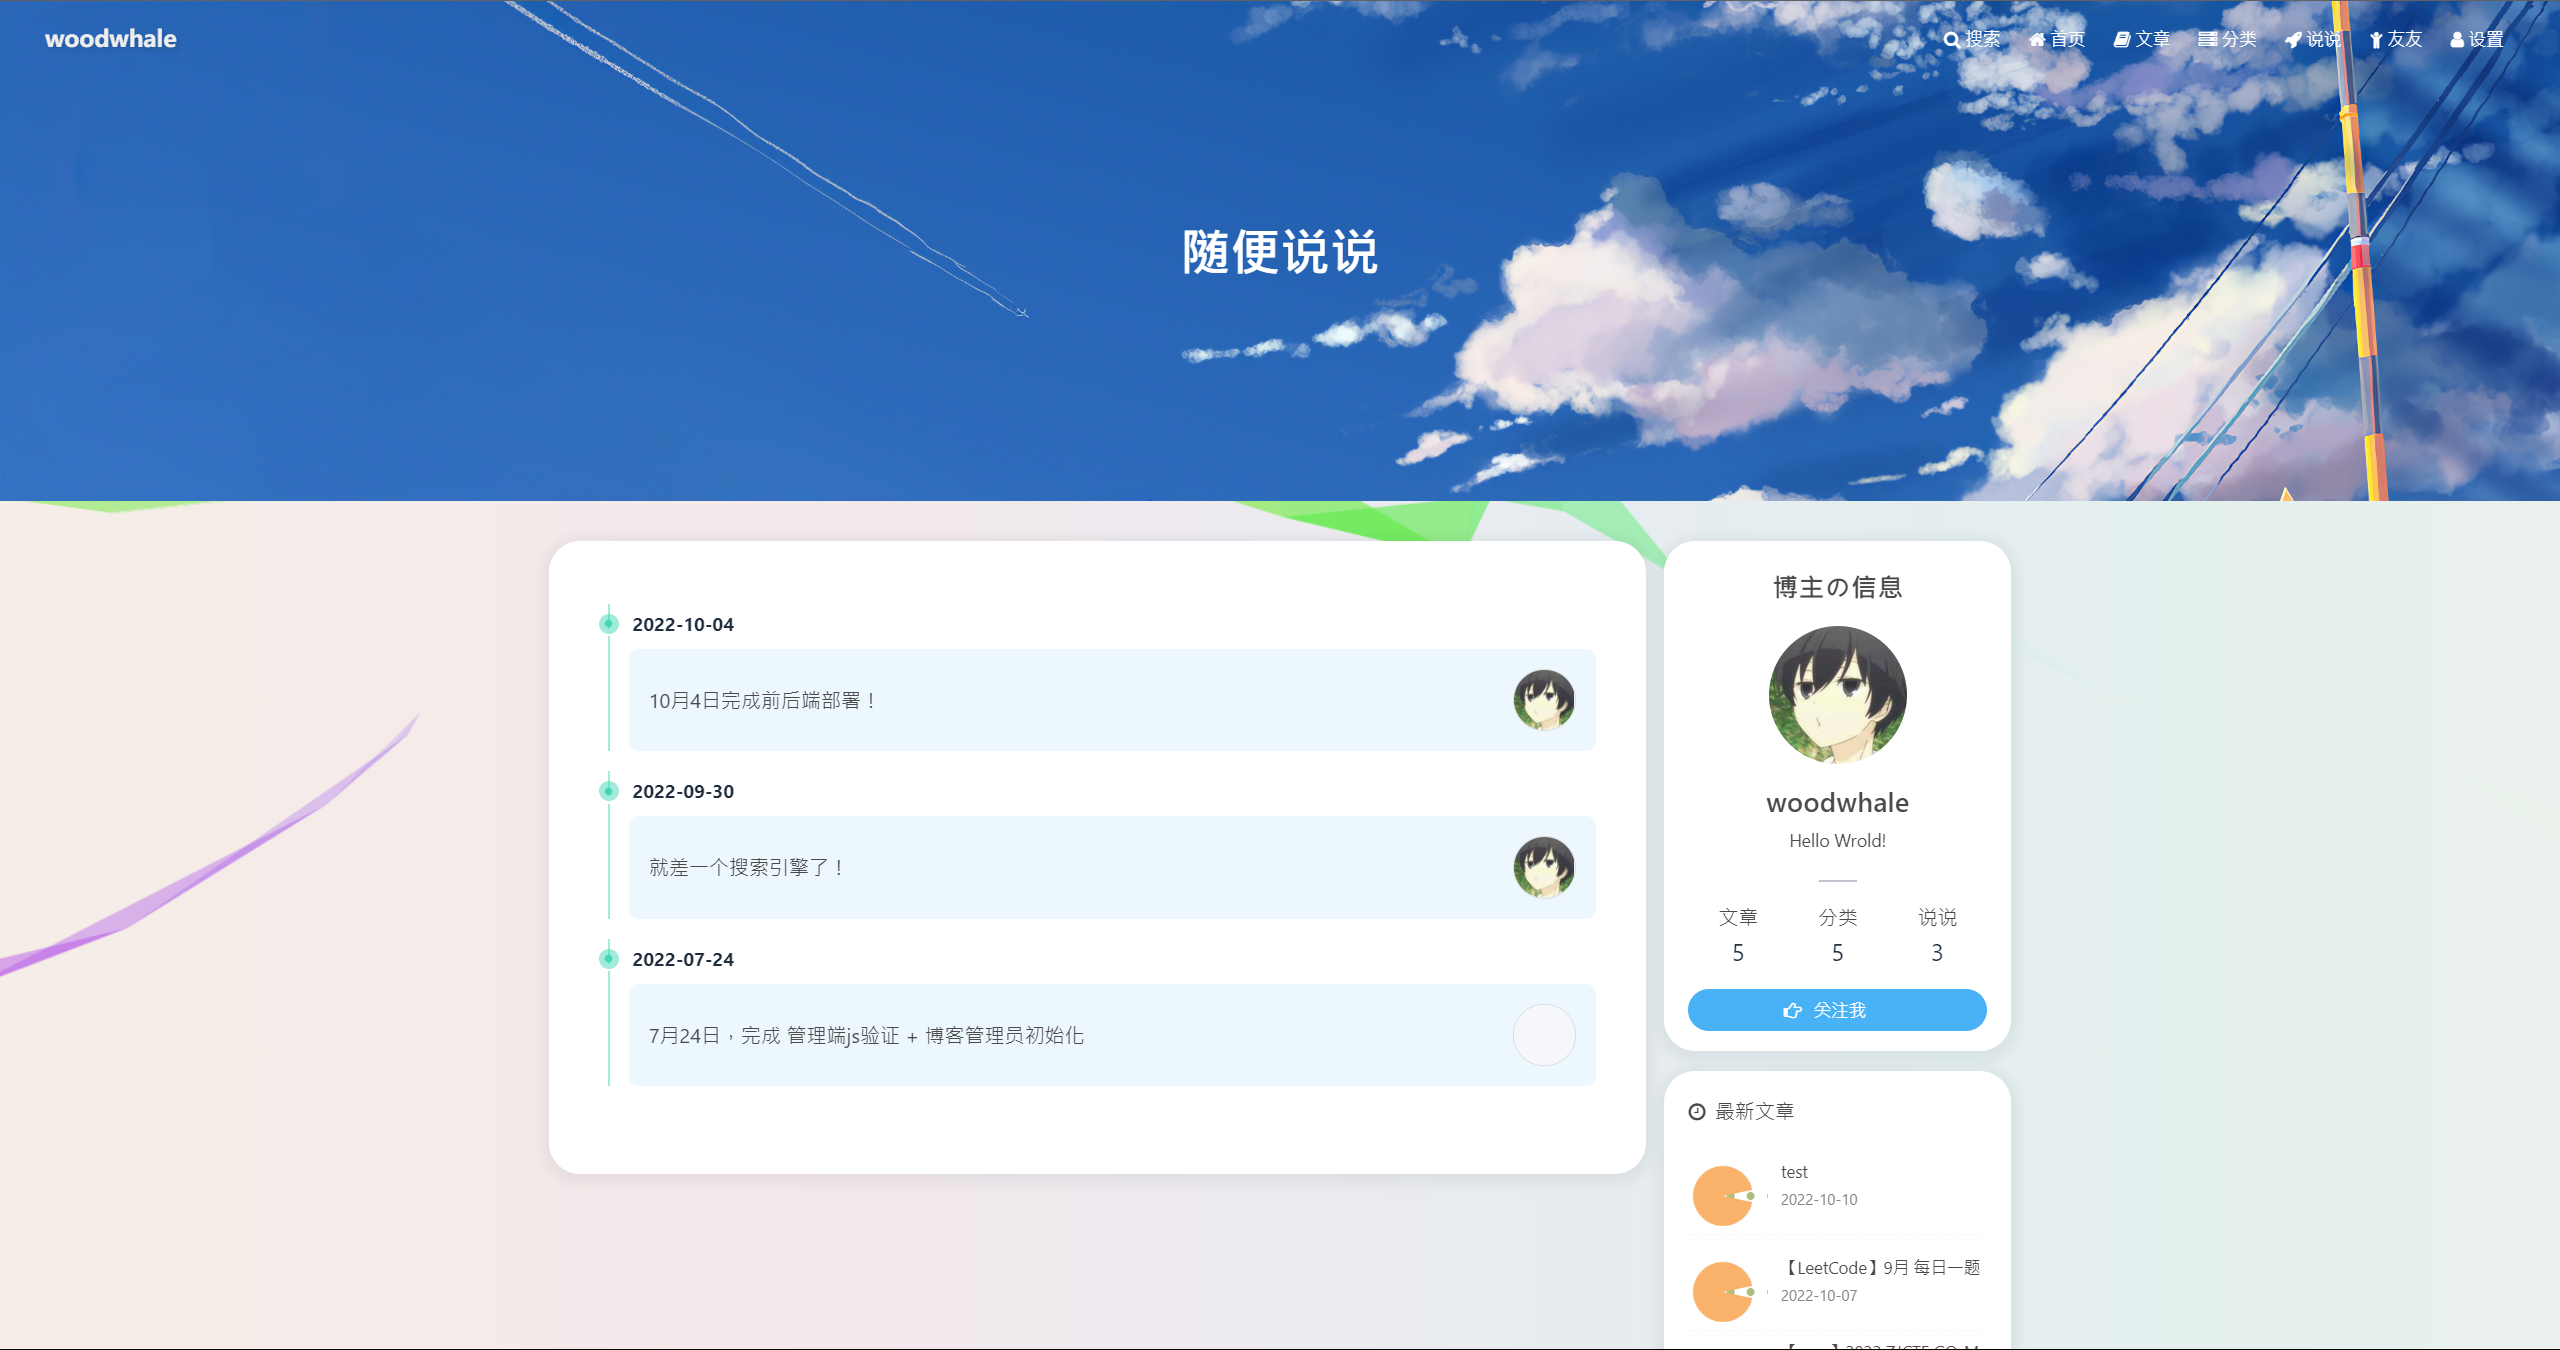 woodwhale
搜索 首页 文章 分类 说说 友友 设置
随便说说
2022-10-04
10月4日完成前后端部署！
2022-09-30
就差一个搜索引擎了！
2022-07-24
7月24日，完成 管理端js验证 + 博客管理员初始化
博主の信息
woodwhale
Hello Wrold!
文章 分类 说说
5 5 3
关注我
最新文章
test
2022-10-10
【LeetCode】9月 每日一题
2022-10-07